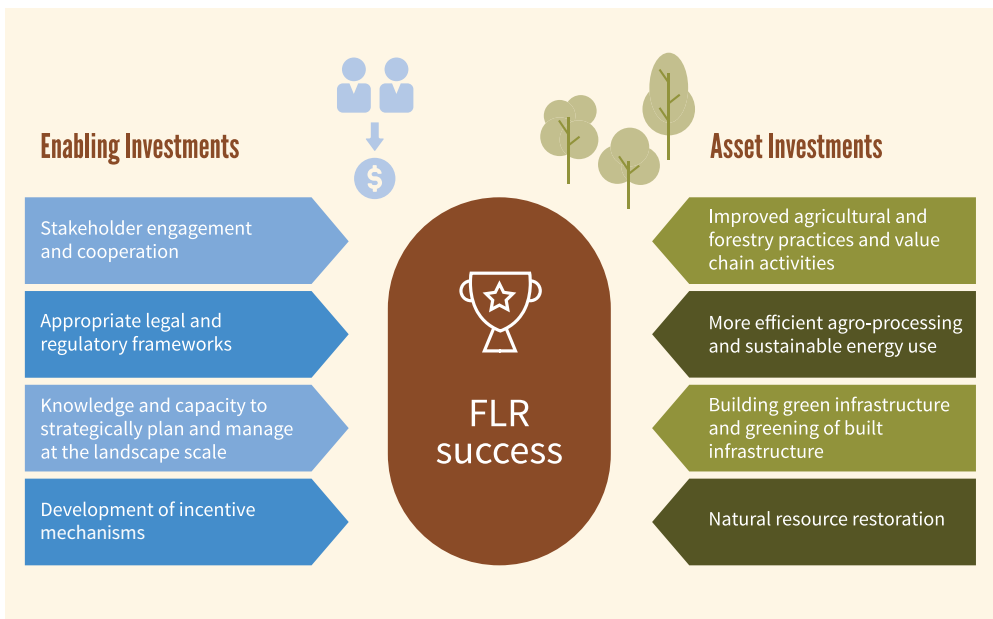 Enabling Investments
Stakeholder engagement
and cooperation
Appropriate legal and
regulatory frameworks
Knowledge and capacity to
strategically plan and manage
at the landscape scale
Development of incentive
mechanisms
$
FLR
success
Asset Investments
Improved agricultural and
forestry practices and value
chain activities
More efficient agro-processing
and sustainable energy use
Building green infrastructure
and greening of built
infrastructure
Natural resource restoration